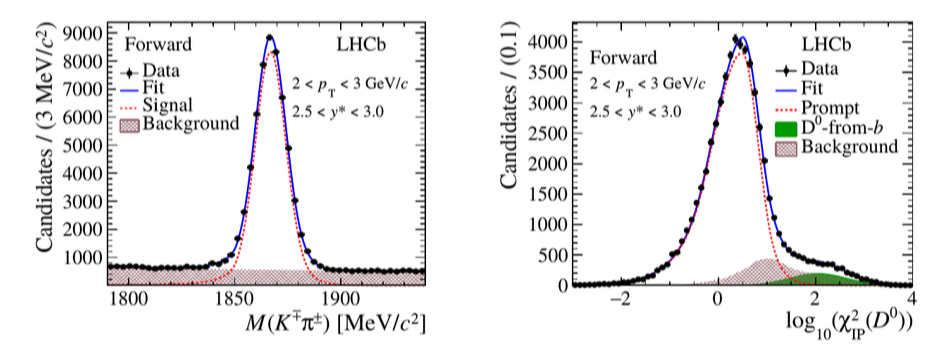 Candidates / (3 MeV/c²)
9000
8000
7000
6000
5000
4000
3000
2000
1000
Forward
LHCb
Data
Fit
Signal
Background
2 < pT < 3 GeV/c
2.5 < y* < 3.0
1800 1850 1900
M(K∓π±) [MeV/c²]
Candidates / (0.1)
4000
3500
3000
2500
2000
1500
1000
500
0
Forward
LHCb
2 < pT < 3 GeV/c
2.5 < y* < 3.0
Data
Fit
Prompt
D⁰-from-b
Background
−2 0 2 4
log₁₀(χ²IP(D⁰))